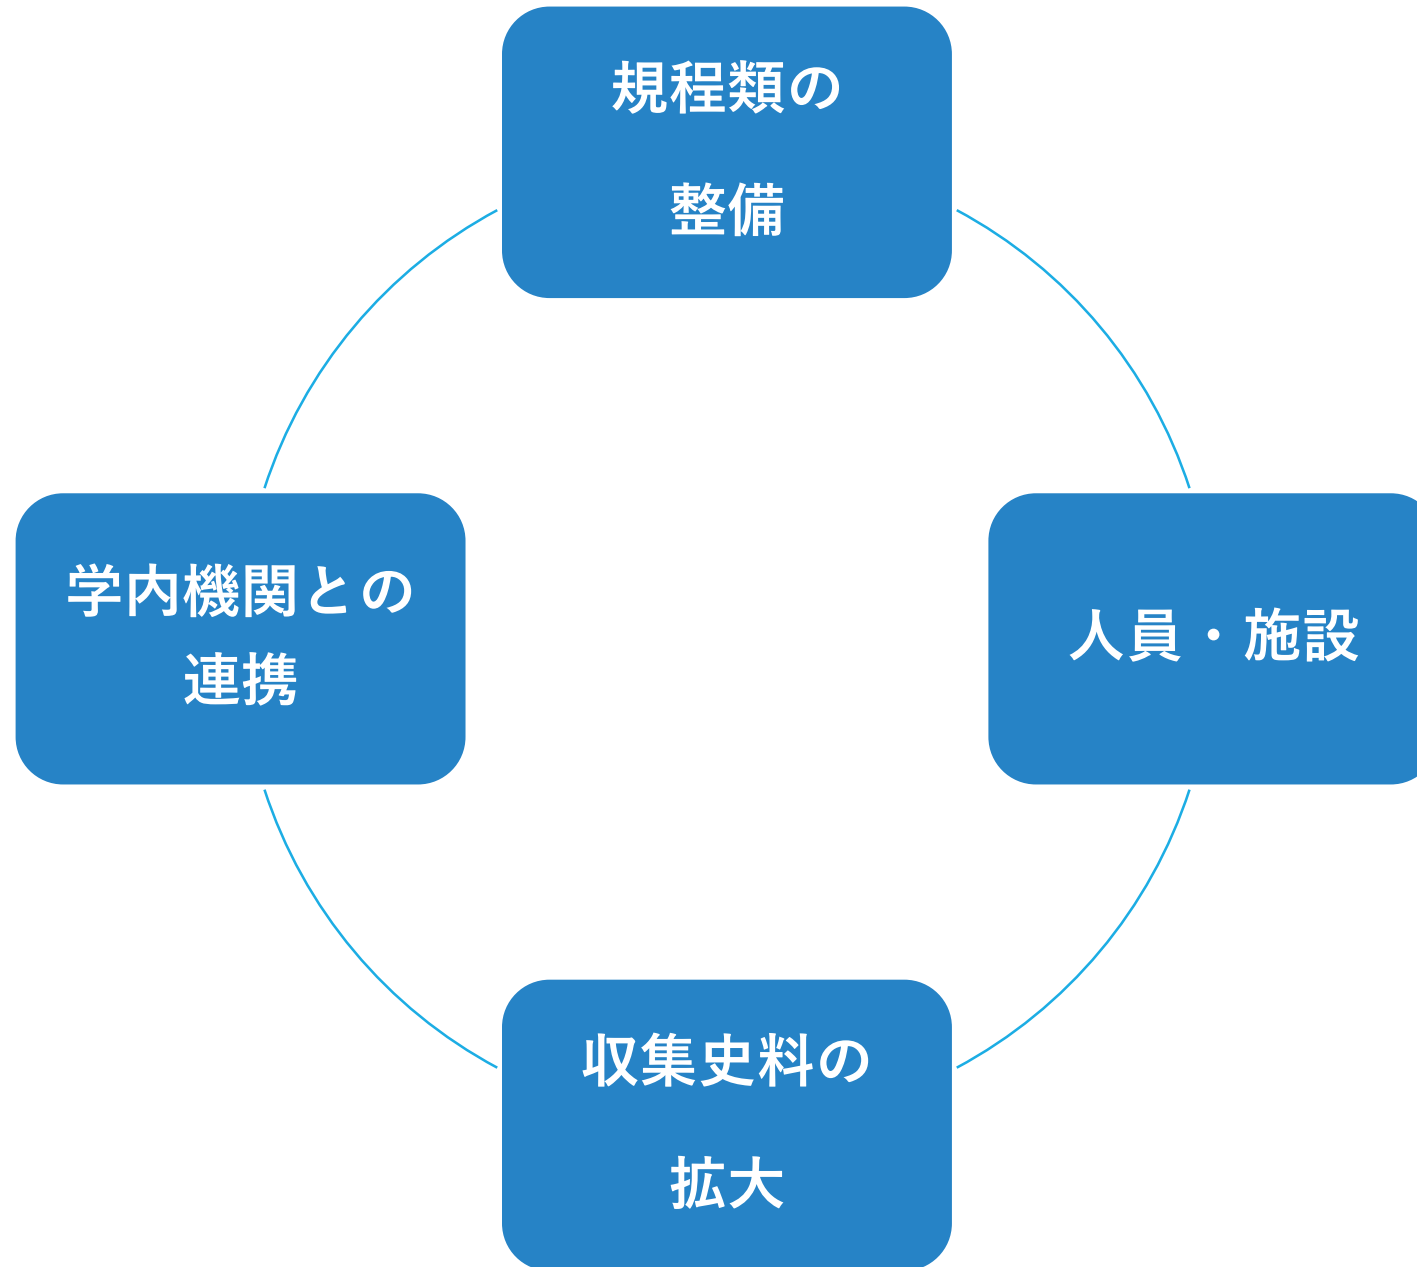 規程類の
整備
学内機関との
連携
人員・施設
収集史料の
拡大